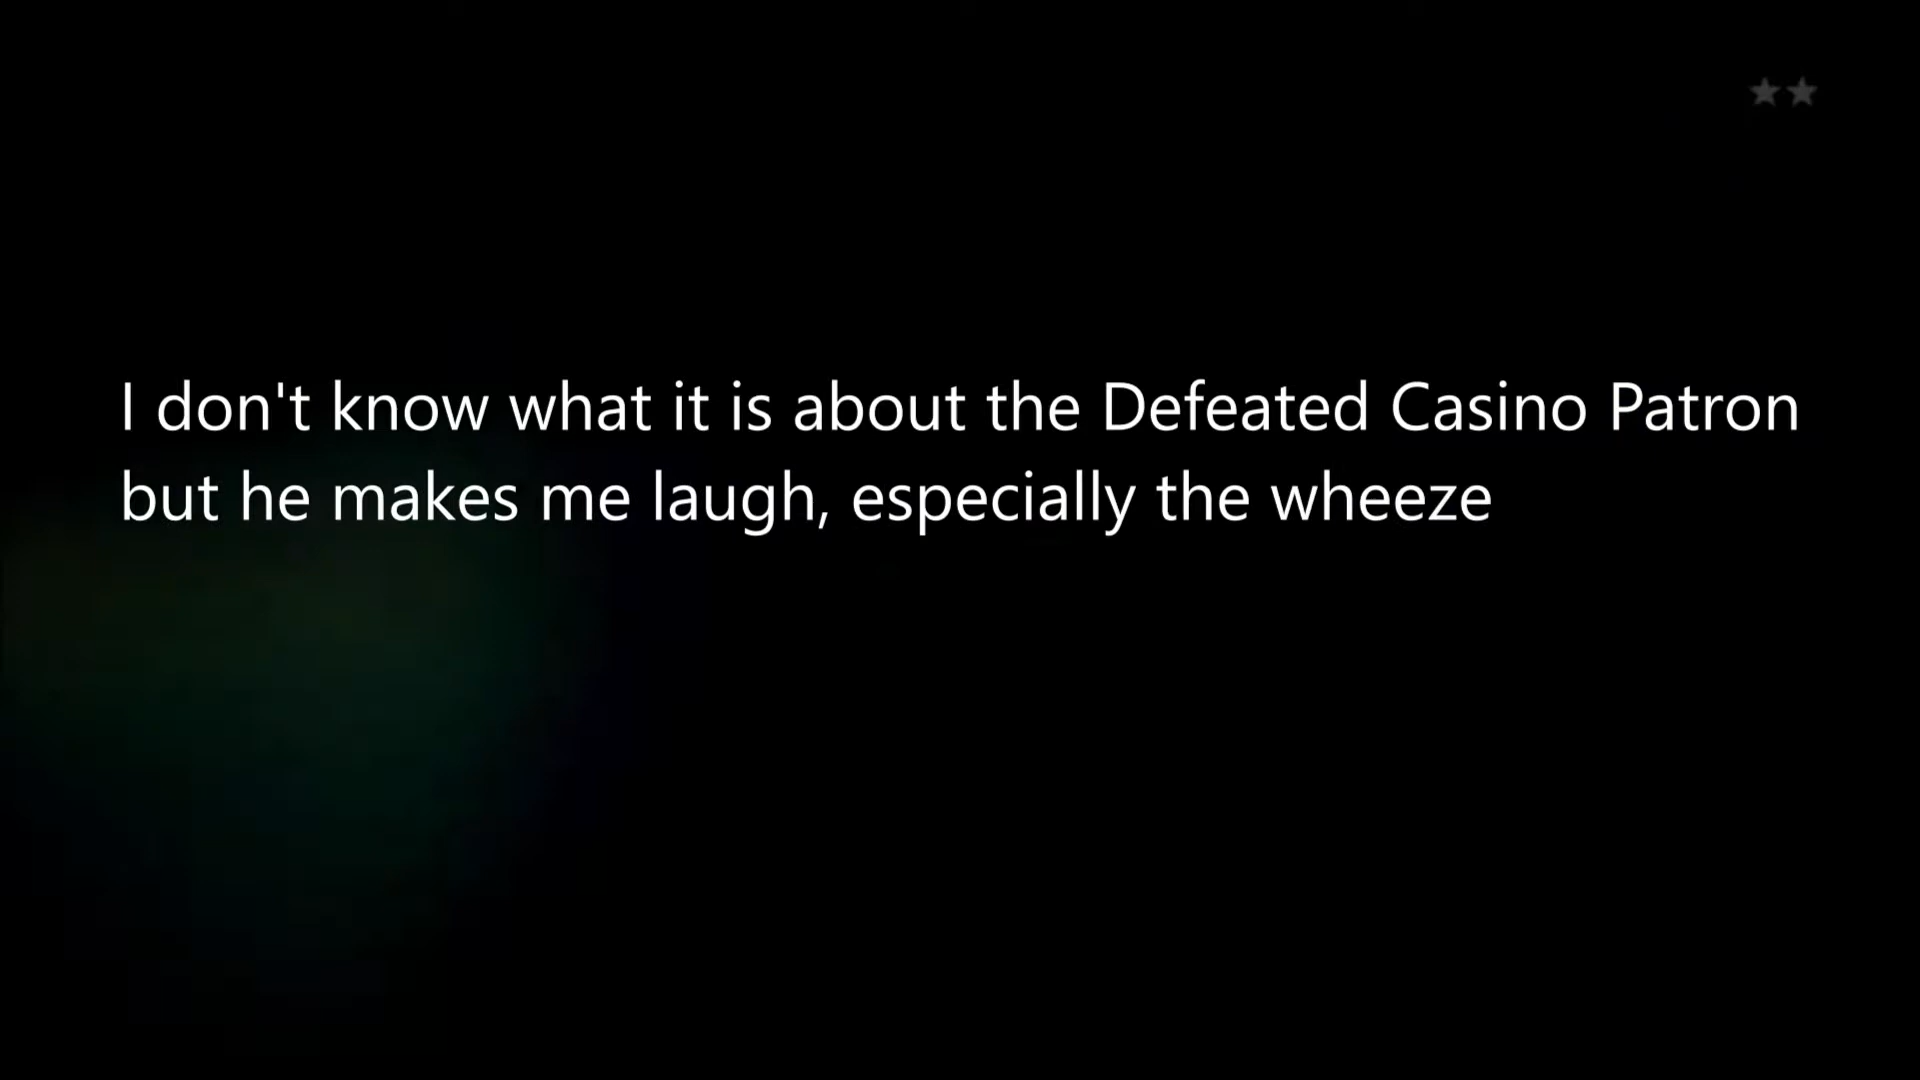 I don't know what it is about the Defeated Casino Patron
but he makes me laugh, especially the wheeze